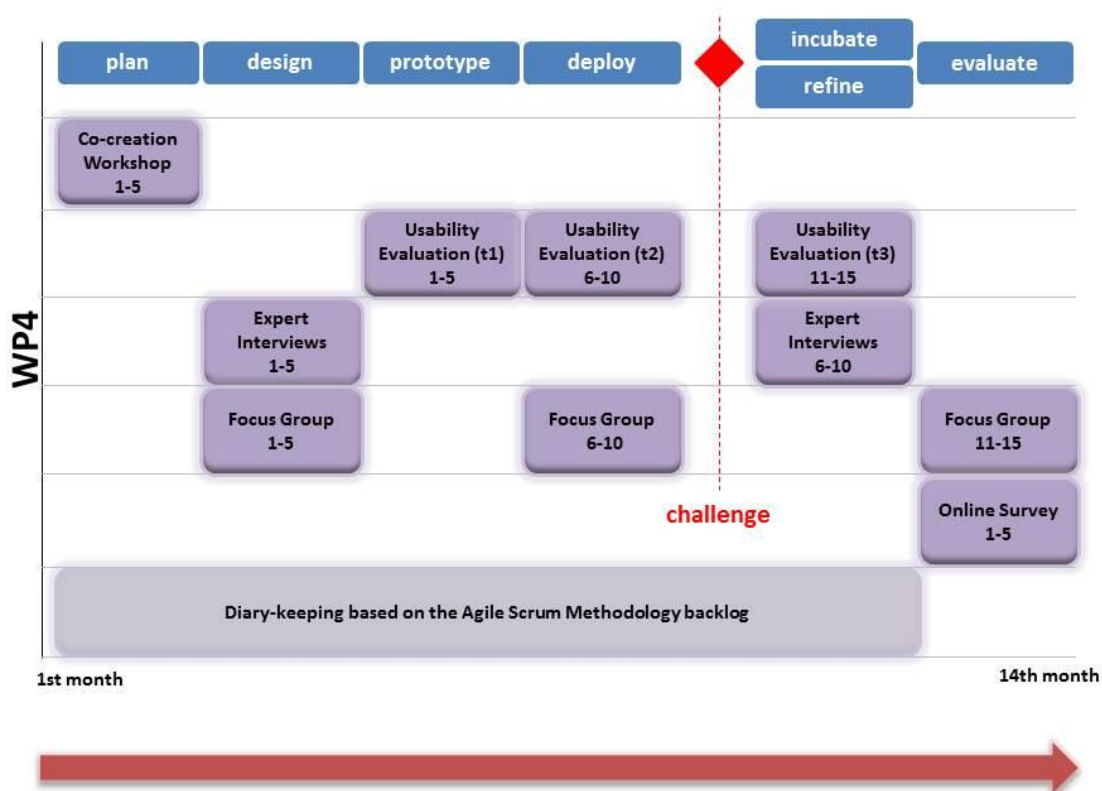 plan
design
prototype
deploy
incubate
refine
evaluate
Co-creation
Workshop
1-5
Usability
Evaluation (t1)
1-5
Usability
Evaluation (t2)
6-10
Usability
Evaluation (t3)
11-15
WP4
Expert
Interviews
1-5
Expert
Interviews
6-10
Focus Group
1-5
Focus Group
6-10
Focus Group
11-15
challenge
Online Survey
1-5
Diary-keeping based on the Agile Scrum Methodology backlog
1st month
14th month